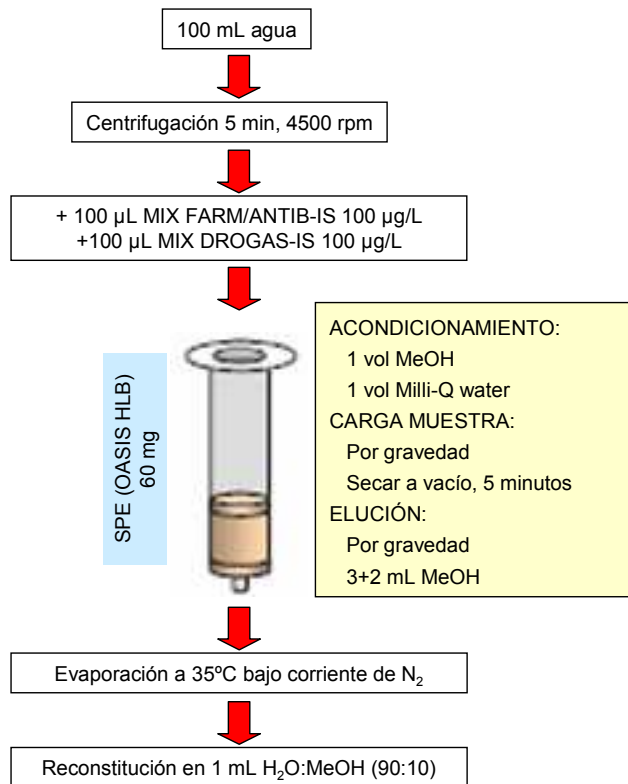 100 mL agua
Centrifugación 5 min, 4500 rpm
+ 100 µL MIX FARM/ANTIB-IS 100 µg/L
+100 µL MIX DROGAS-IS 100 µg/L
SPE (OASIS HLB)
60 mg
ACONDICIONAMIENTO:
1 vol MeOH
1 vol Milli-Q water
CARGA MUESTRA:
Por gravedad
Secar a vacío, 5 minutos
ELUCIÓN:
Por gravedad
3+2 mL MeOH
Evaporación a 35ºC bajo corriente de N₂
Reconstitución en 1 mL H₂O:MeOH (90:10)